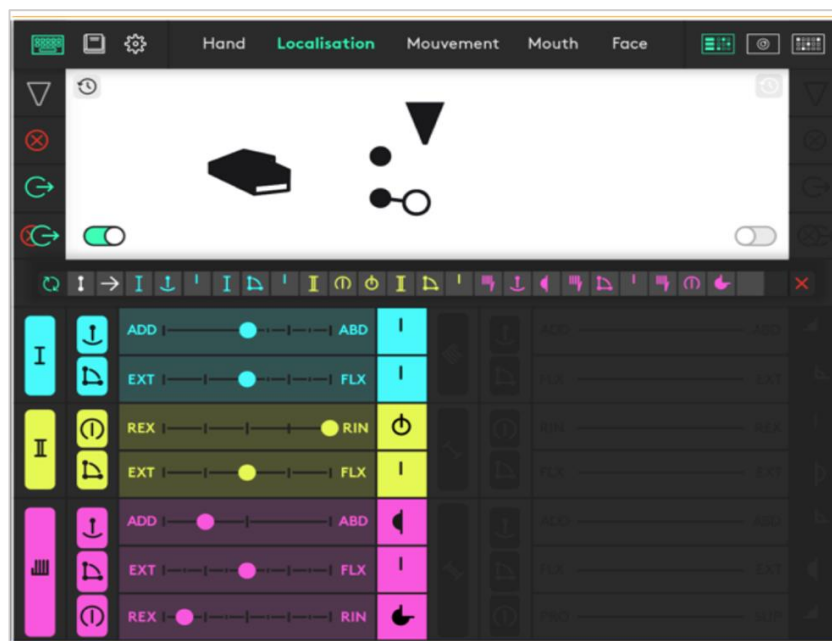 Hand Localisation Mouvement Mouth Face
I ADD ABD
EXT FLX
II REX RIN
EXT FLX
ADD ABD
EXT FLX
REX RIN